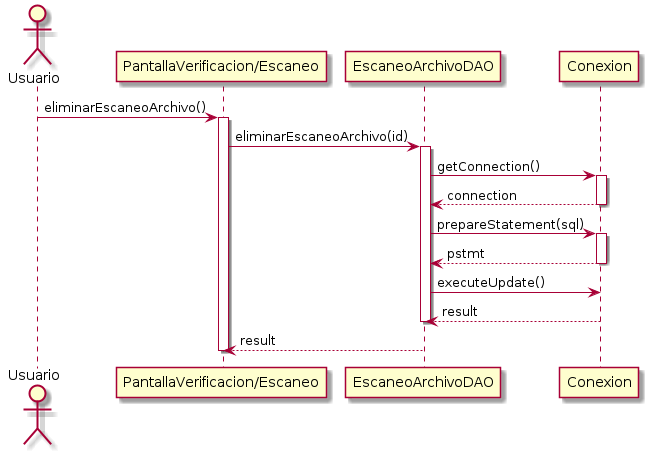 Usuario
PantallaVerificacion/Escaneo
EscaneoArchivoDAO
Conexion
eliminarEscaneoArchivo()
eliminarEscaneoArchivo(id)
getConnection()
connection
prepareStatement(sql)
pstmt
executeUpdate()
result
result
Usuario
PantallaVerificacion/Escaneo
EscaneoArchivoDAO
Conexion